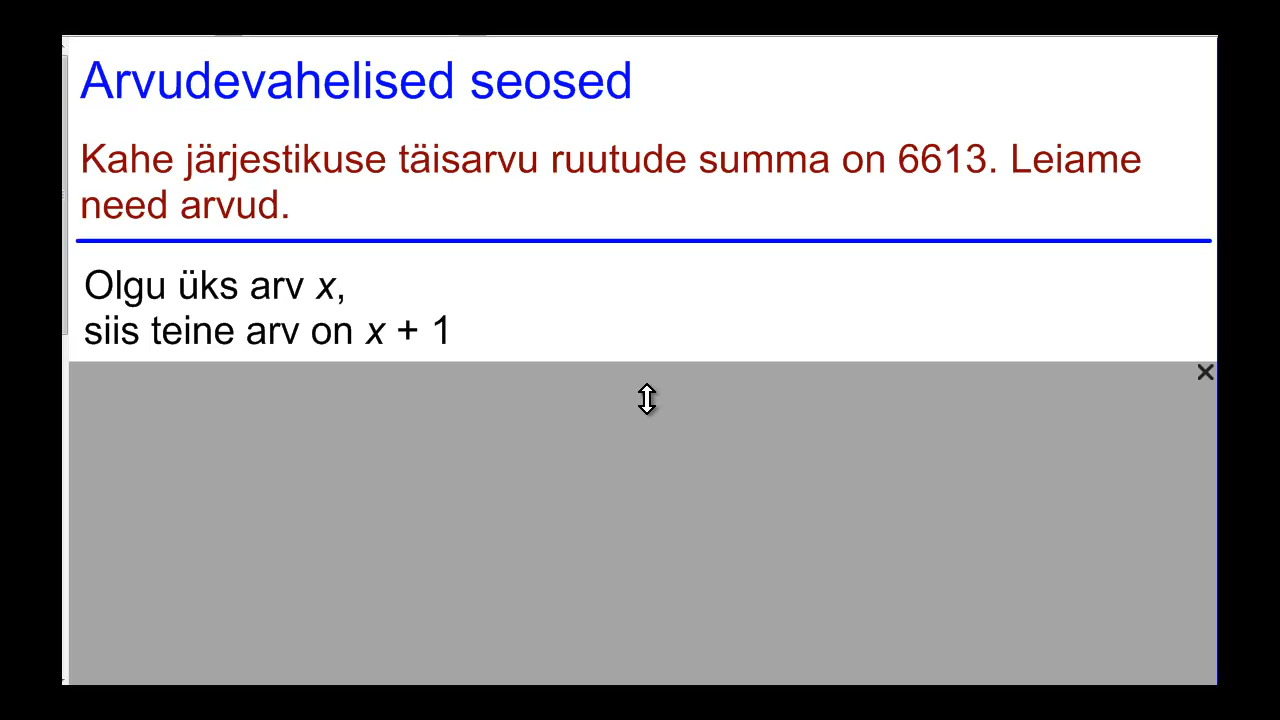 Arvudevahelised seosed
Kahe järjestikuse täisarvu ruutude summa on 6613. Leiame
need arvud.
Olgu üks arv x,
siis teine arv on x + 1